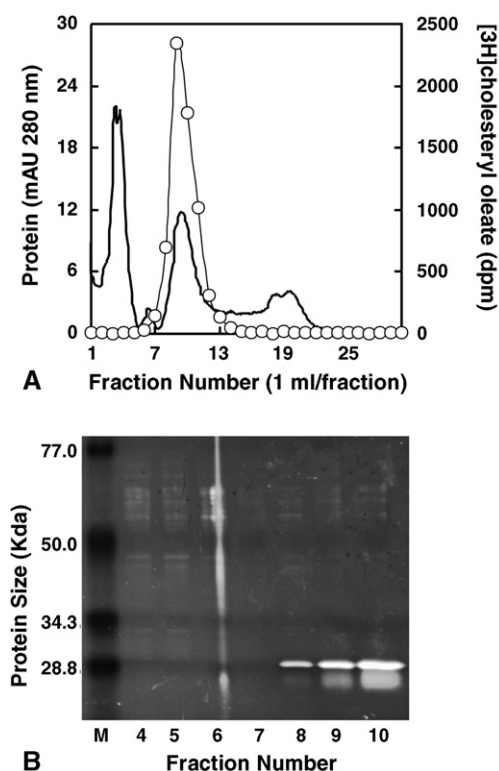 30
24
18
12
6
0
Protein (mAU 280 nm)
2500
2000
1500
1000
500
0
[3H]cholesteryl oleate (dpm)
1 7 13 19 25
A Fraction Number (1 ml/fraction)
77.0
50.0
34.3
28.8
Protein Size (Kda)
M 4 5 6 7 8 9 10
B Fraction Number